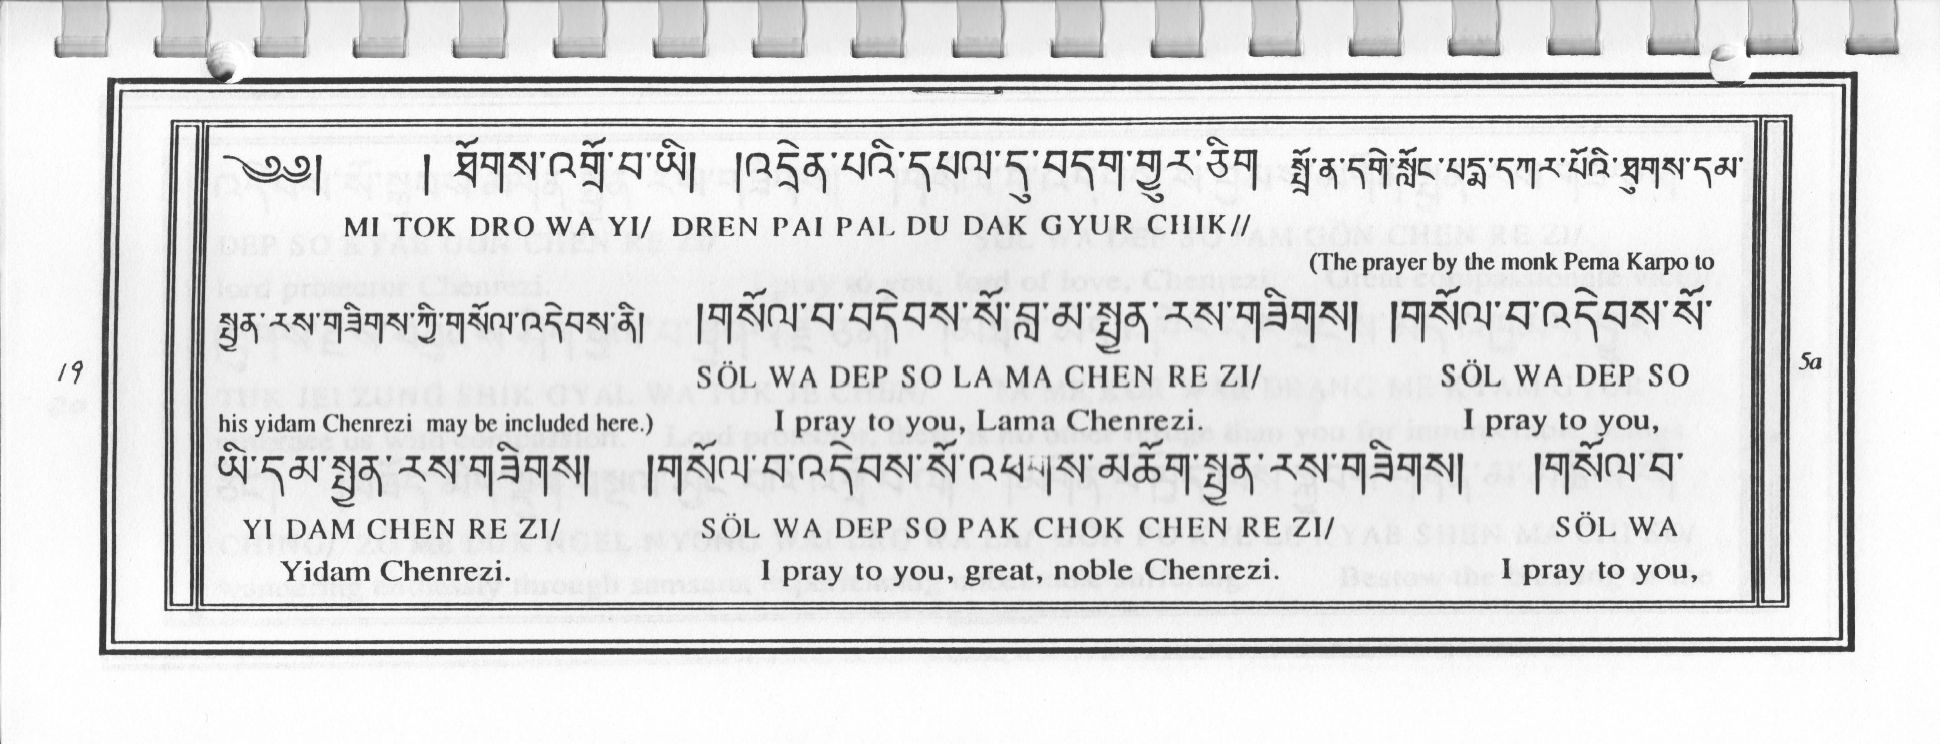 ༄༅། ། ཐོགས་འགྲོ་བ་ཡི། །འདྲེན་པའི་དཔལ་དུ་བདག་གྱུར་ཅིག སྤྱོན་དགེ་སློང་པདྨ་དཀར་པོའི་ཐུགས་དམ་
MI TOK DRO WA YI/ DREN PAI PAL DU DAK GYUR CHIK//
(The prayer by the monk Pema Karpo to
སྤྱན་རས་གཟིགས་ཀྱི་གསོལ་འདེབས་ནི། །གསོལ་བ་བདེབས་སོ་བླ་མ་སྤྱན་རས་གཟིགས། །གསོལ་བ་འདེབས་སོ་
19
5a
SÖL WA DEP SO LA MA CHEN RE ZI/ SÖL WA DEP SO
his yidam Chenrezi may be included here.) I pray to you, Lama Chenrezi. I pray to you,
ཡི་དམ་སྤྱན་རས་གཟིགས། །གསོལ་བ་འདེབས་སོ་འཕགས་མཆོག་སྤྱན་རས་གཟིགས། །གསོལ་བ་
YI DAM CHEN RE ZI/ SÖL WA DEP SO PAK CHOK CHEN RE ZI/ SÖL WA
Yidam Chenrezi. I pray to you, great, noble Chenrezi. I pray to you